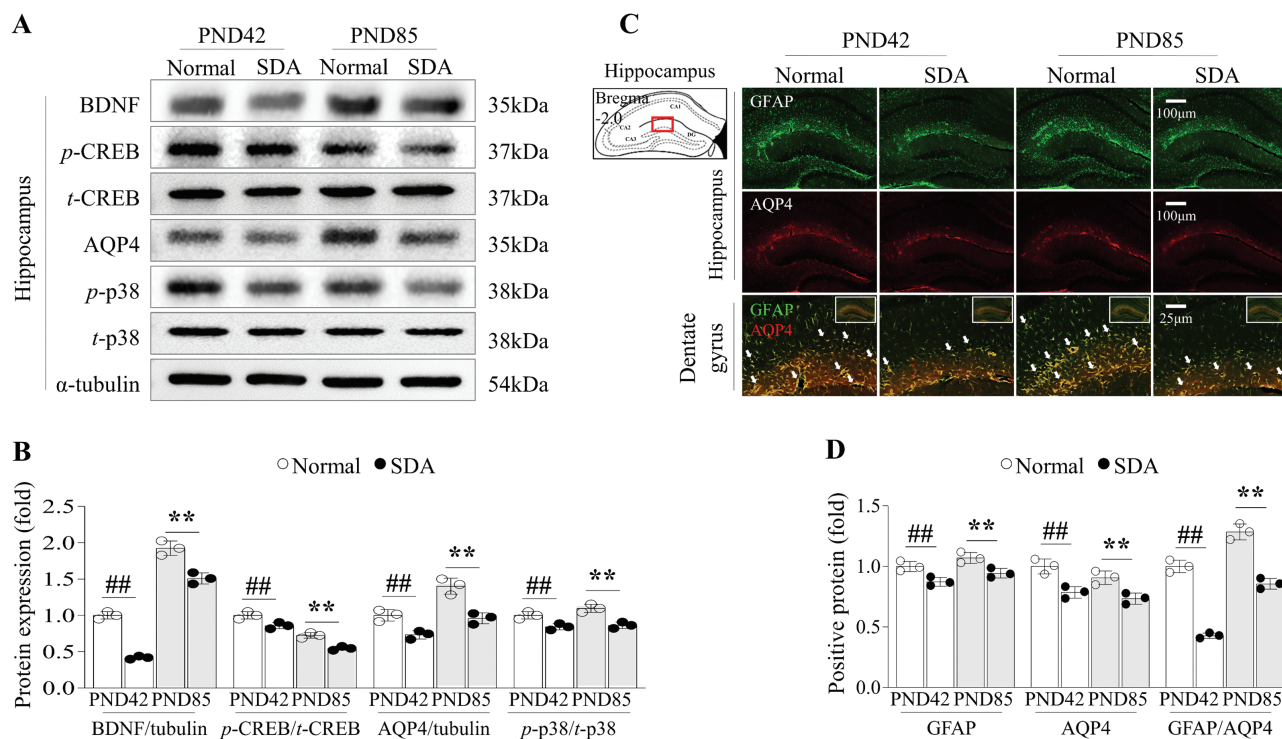 A
PND42 PND85
Normal SDA Normal SDA
Hippocampus
BDNF 35kDa
p-CREB 37kDa
t-CREB 37kDa
AQP4 35kDa
p-p38 38kDa
t-p38 38kDa
α-tubulin 54kDa
C
PND42 PND85
Normal SDA Normal SDA
Hippocampus
Bregma
-2.0
CA1
CA2
CA3
DG
Hippocampus
GFAP
100μm
AQP4
100μm
Dentate
gyrus
GFAP
AQP4
25μm
B
Normal SDA
Protein expression (fold)
2.5
2.0
1.5
1.0
0.5
0.0
## ** ## ** ## ** ## **
PND42 PND85 PND42 PND85 PND42 PND85 PND42 PND85
BDNF/tubulin p-CREB/t-CREB AQP4/tubulin p-p38/t-p38
D
Normal SDA
Positive protein (fold)
1.5
1.0
0.5
0.0
## ** ## ** ## **
PND42 PND85 PND42 PND85 PND42 PND85
GFAP AQP4 GFAP/AQP4